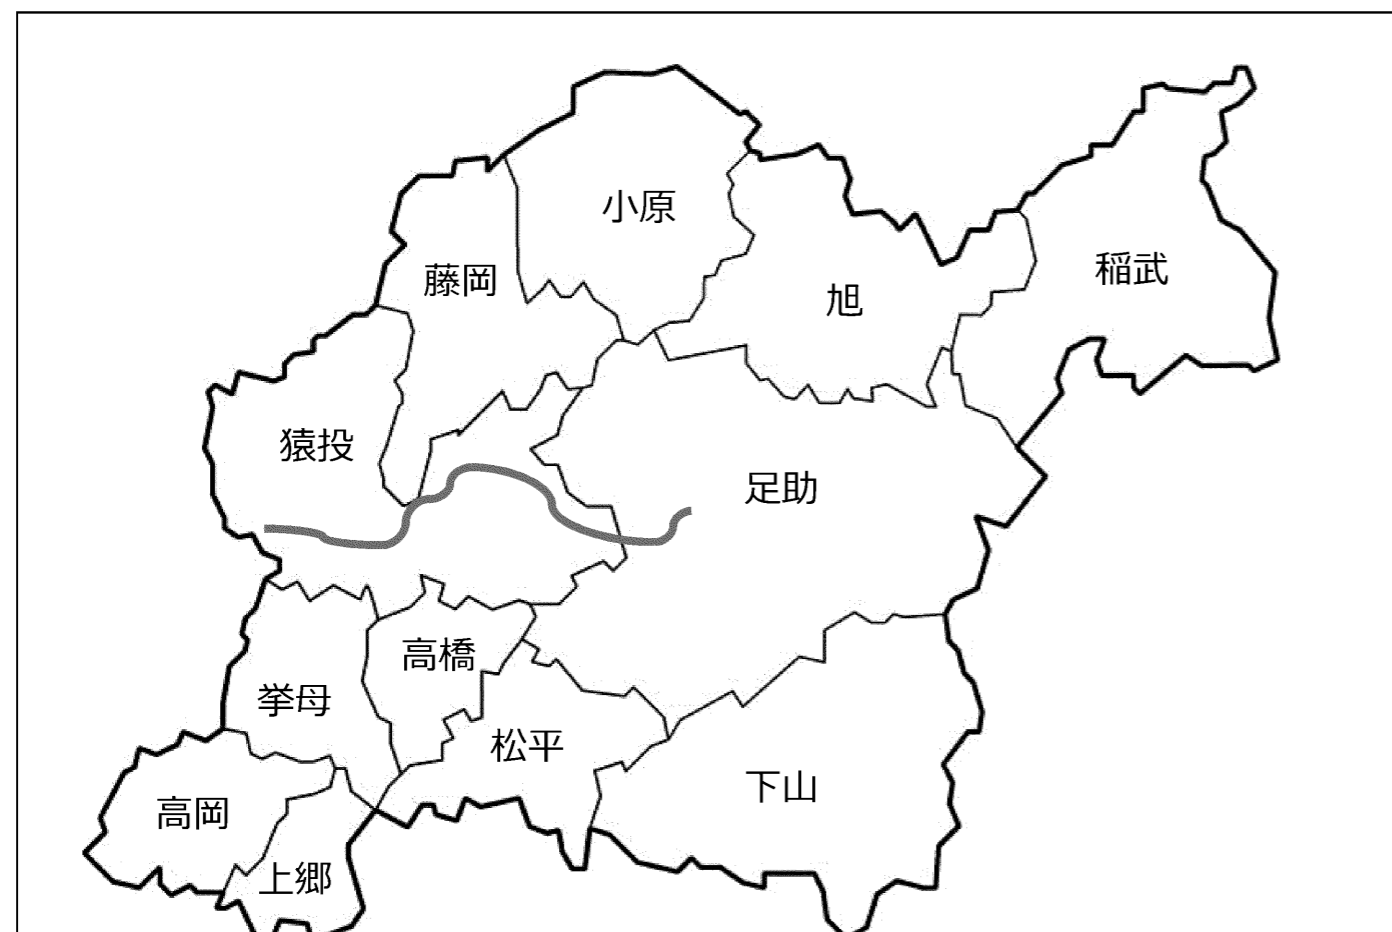 小原
藤岡
旭
稲武
猿投
足助
高橋
挙母
松平
下山
高岡
上郷